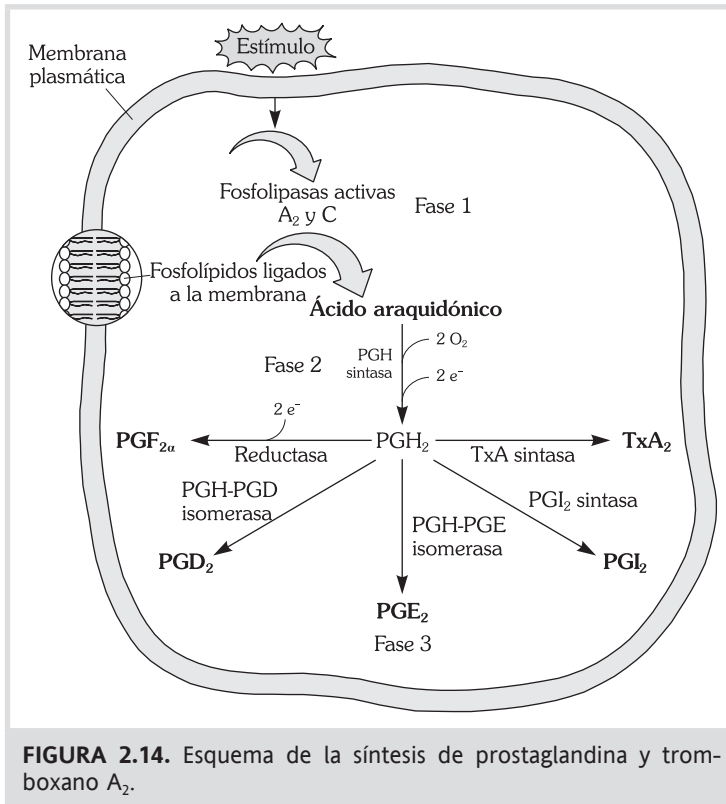 Estímulo
Membrana
plasmática
Fosfolipasas activas
A₂ y C
Fase 1
Fosfolípidos ligados
a la membrana
Ácido araquidónico
Fase 2
PGH
sintasa
2 O₂
2 e⁻
2 e⁻
PGF₂α
Reductasa
PGH₂
TxA sintasa
TxA₂
PGH-PGD
isomerasa
PGH-PGE
isomerasa
PGI₂ sintasa
PGD₂
PGI₂
PGE₂
Fase 3
FIGURA 2.14. Esquema de la síntesis de prostaglandina y trom-
boxano A₂.